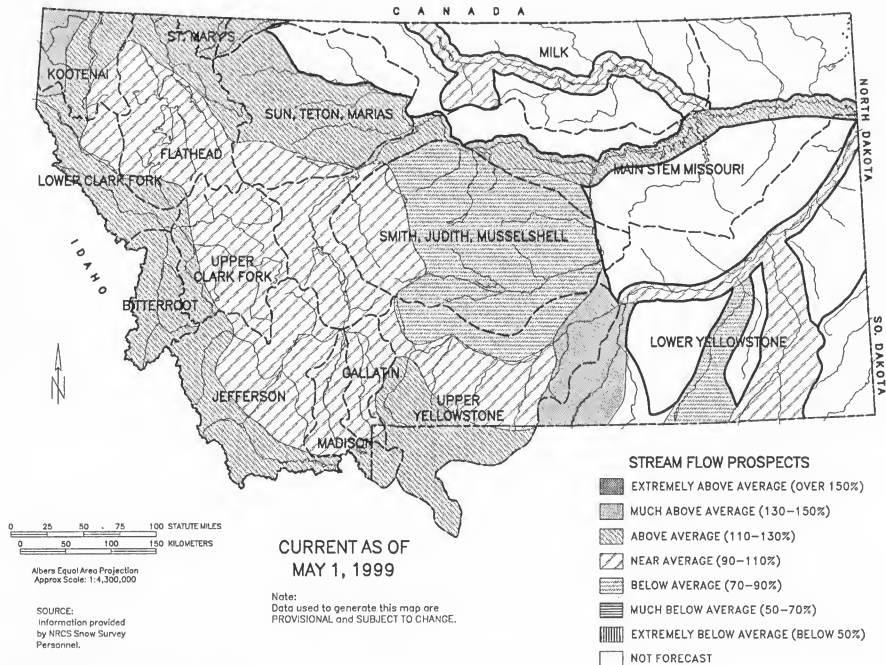 CANADA
ST. MARY'S
KOOTENAI
MILK
SUN, TETON, MARIAS
FLATHEAD
NORTH DAKOTA
LOWER CLARK FORK
MAIN STEM MISSOURI
IDAHO
SMITH, JUDITH, MUSSELSHELL
UPPER
CLARK FORK
BITTERROOT
SO. DAKOTA
LOWER YELLOWSTONE
N
GALLATIN
JEFFERSON
UPPER
YELLOWSTONE
MADISON
STREAM FLOW PROSPECTS
EXTREMELY ABOVE AVERAGE (OVER 150%)
MUCH ABOVE AVERAGE (130-150%)
ABOVE AVERAGE (110-130%)
NEAR AVERAGE (90-110%)
BELOW AVERAGE (70-90%)
MUCH BELOW AVERAGE (50-70%)
EXTREMELY BELOW AVERAGE (BELOW 50%)
NOT FORECAST
0 25 50 75 100 STATUTE MILES
0 50 100 150 KILOMETERS
Albers Equal Area Projection
Approx Scale: 1:4,300,000
SOURCE:
Information provided
by NRCS Snow Survey
Personnel.
CURRENT AS OF
MAY 1, 1999
Note:
Data used to generate this map are
PROVISIONAL and SUBJECT TO CHANGE.